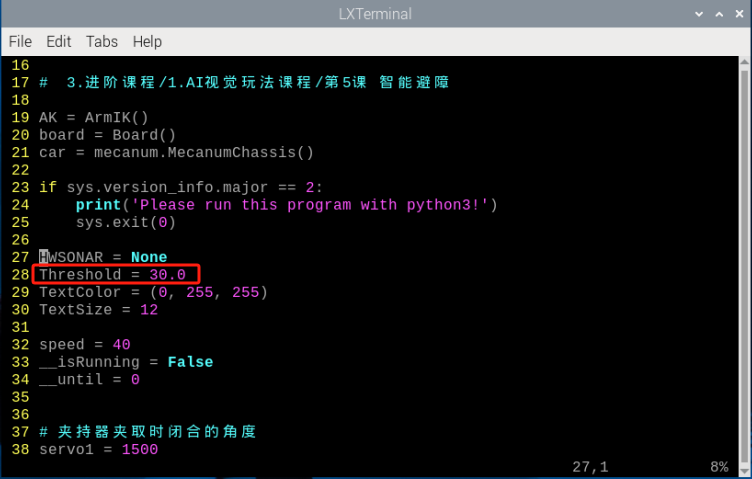 LXTerminal
File Edit Tabs Help
16
17 #  3.进阶课程/1.AI视觉玩法课程/第5课 智能避障
18
19 AK = ArmIK()
20 board = Board()
21 car = mecanum.MecanumChassis()
22
23 if sys.version_info.major == 2:
24     print('Please run this program with python3!')
25     sys.exit(0)
26
27 HWSONAR = None
28 Threshold = 30.0
29 TextColor = (0, 255, 255)
30 TextSize = 12
31
32 speed = 40
33 __isRunning = False
34 __until = 0
35
36
37 # 夹持器夹取时闭合的角度
38 servo1 = 1500
27,1 8%